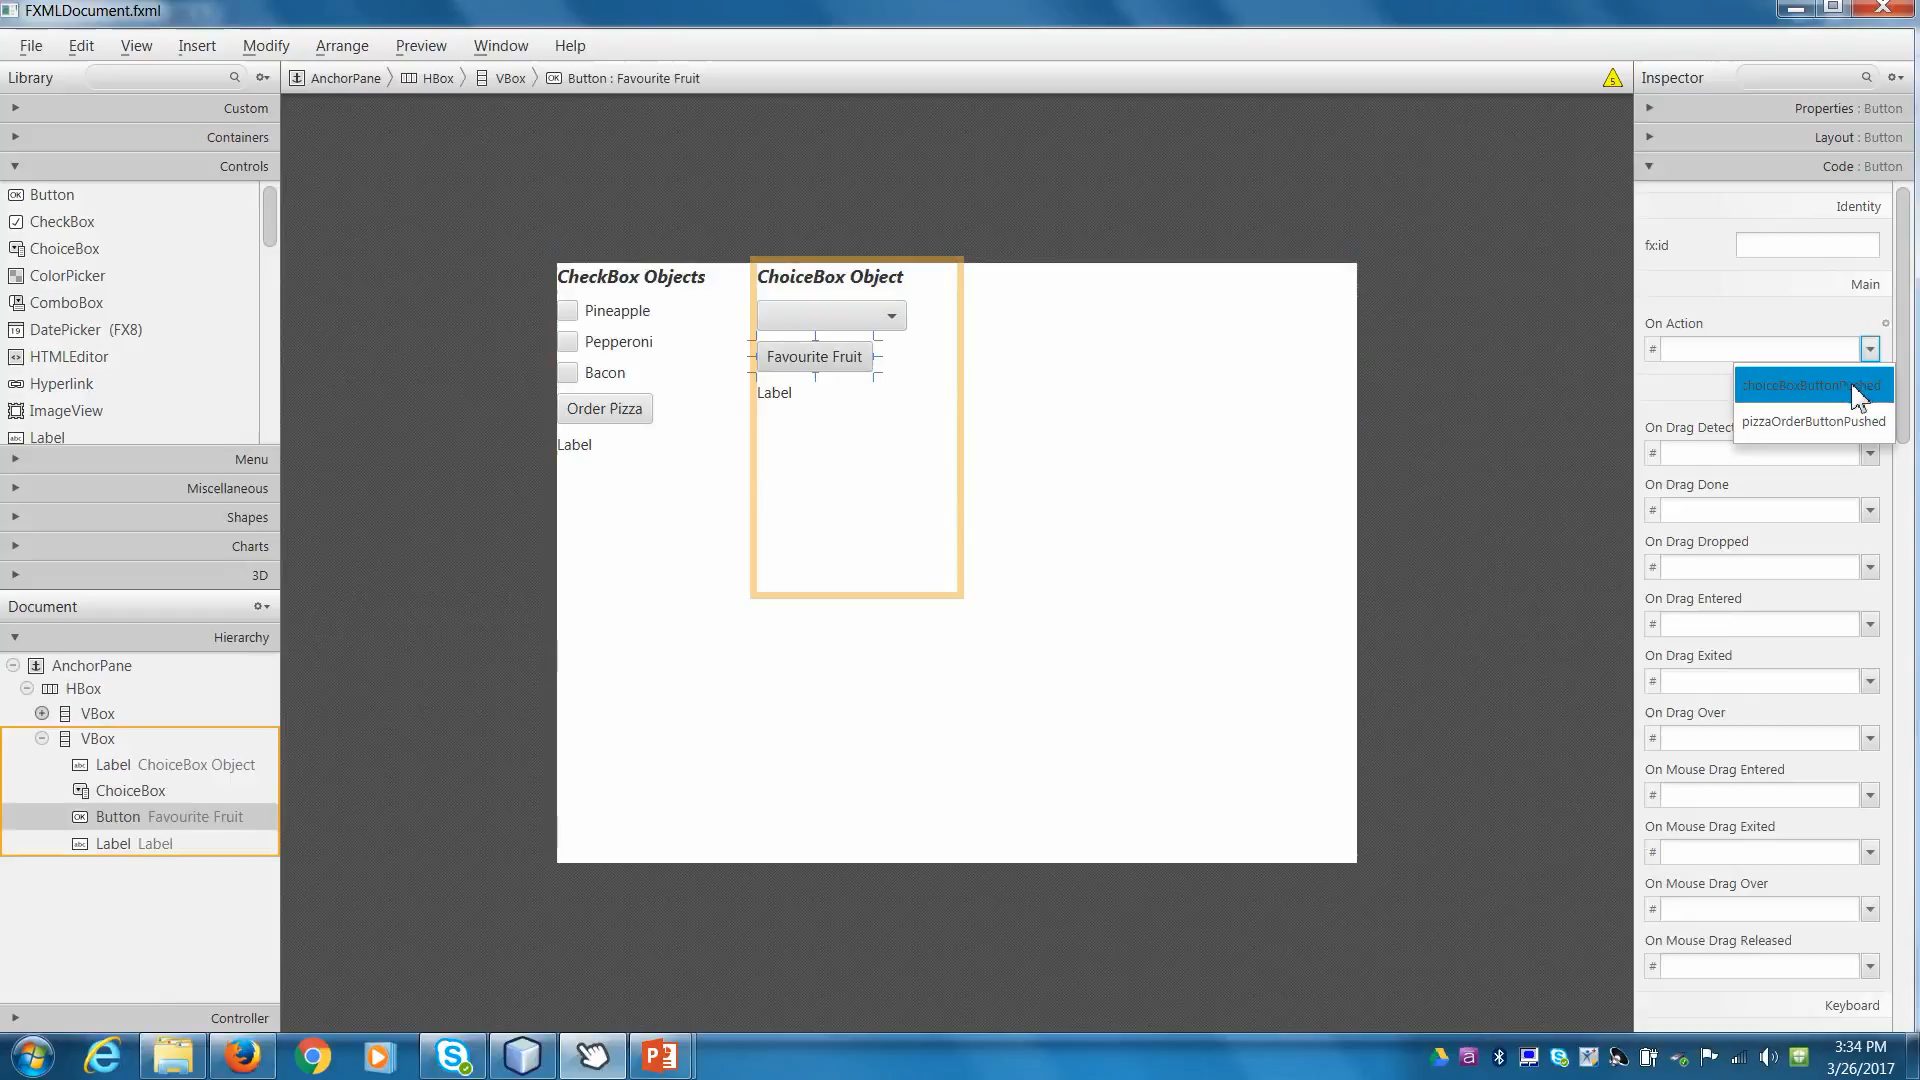 FXMLDocument.fxml
File Edit View Insert Modify Arrange Preview Window Help
Library
AnchorPane HBox VBox Button : Favourite Fruit
5
Inspector
Custom
Containers
Controls
Button
CheckBox
ChoiceBox
ColorPicker
ComboBox
DatePicker (FX8)
HTMLEditor
Hyperlink
ImageView
Label
Menu
Miscellaneous
Shapes
Charts
3D
Document
Hierarchy
AnchorPane
HBox
VBox
VBox
Label ChoiceBox Object
ChoiceBox
Button Favourite Fruit
Label Label
Controller
CheckBox Objects
Pineapple
Pepperoni
Bacon
Order Pizza
Label
ChoiceBox Object
Favourite Fruit
Label
Properties : Button
Layout : Button
Code : Button
Identity
fx:id
Main
On Action
#
choiceBoxButtonPushed
pizzaOrderButtonPushed
On Drag Detect
#
On Drag Done
#
On Drag Dropped
#
On Drag Entered
#
On Drag Exited
#
On Drag Over
#
On Mouse Drag Entered
#
On Mouse Drag Exited
#
On Mouse Drag Over
#
On Mouse Drag Released
#
Keyboard
3:34 PM
3/26/2017